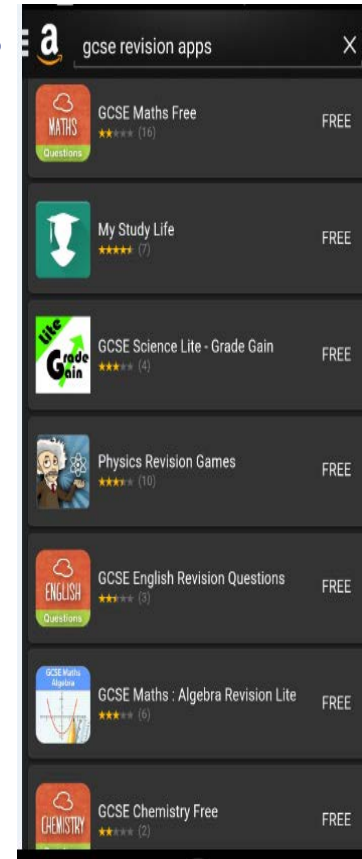 a gcse revision apps X
MATHS
Questions
GCSE Maths Free
(16)
FREE
My Study Life
(7)
FREE
lite
Grade
Gain
GCSE Science Lite - Grade Gain
(4)
FREE
Physics Revision Games
(10)
FREE
ENGLISH
Questions
GCSE English Revision Questions
(3)
FREE
GCSE Maths
Algebra
GCSE Maths : Algebra Revision Lite
(6)
FREE
CHEMISTRY
GCSE Chemistry Free
(2)
FREE